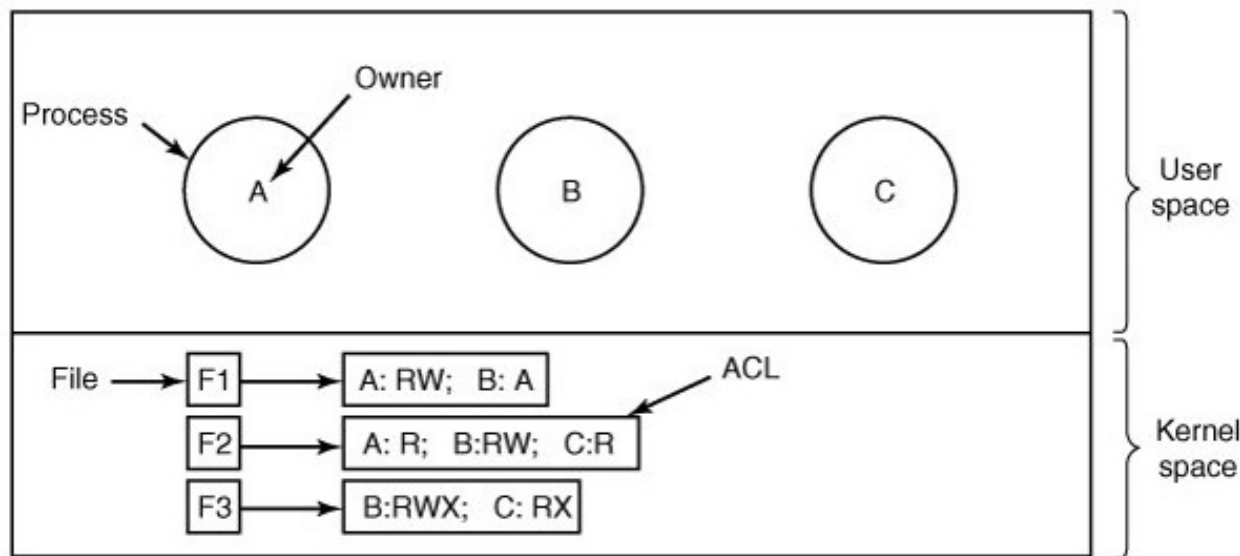 Owner
Process
A
B
C
User
space
File
F1
A: RW; B: A
ACL
F2
A: R; B:RW; C:R
F3
B:RWX; C: RX
Kernel
space